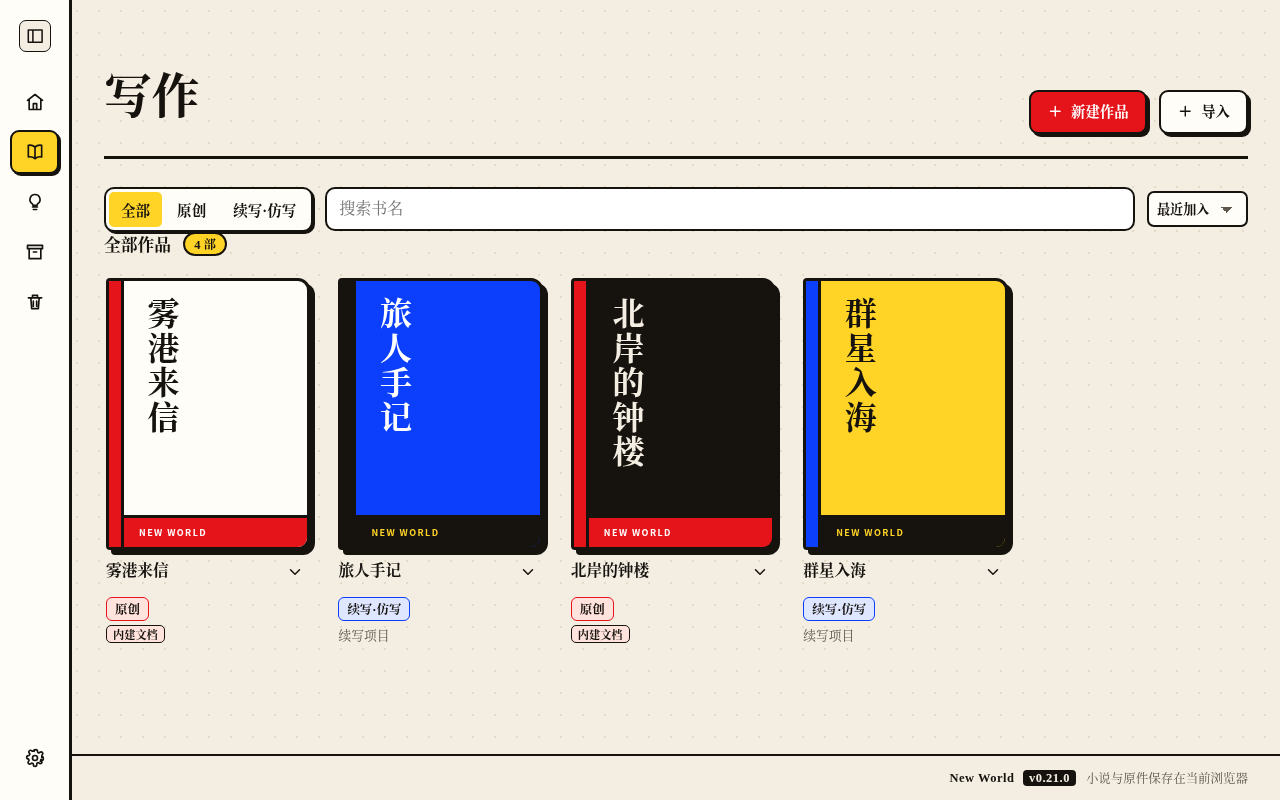 写作
新建作品
导入
全部
原创
续写·仿写
搜索书名
最近加入
全部作品
4 部
雾港来信
NEW WORLD
旅人手记
NEW WORLD
北岸的钟楼
NEW WORLD
群星入海
NEW WORLD
雾港来信
原创
内建文档
旅人手记
续写·仿写
续写项目
北岸的钟楼
原创
内建文档
群星入海
续写·仿写
续写项目
New World v0.21.0 小说与原件保存在当前浏览器